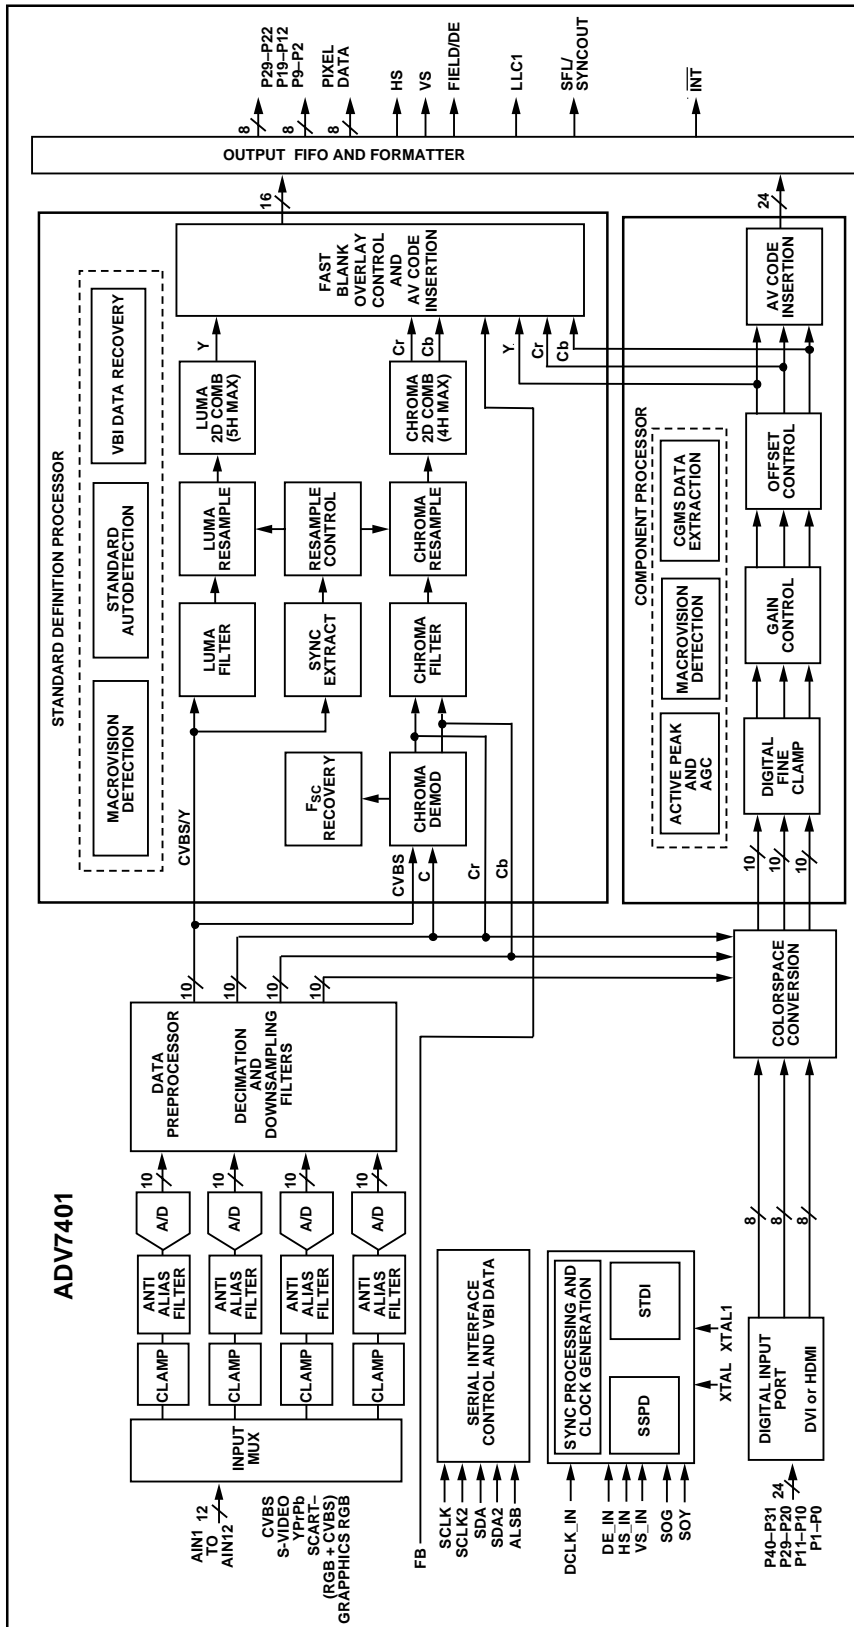 ADV7401
AIN1
TO
AIN12
12
CVBS
S-VIDEO
YPrPb
SCART–
(RGB + CVBS)
GRAPPHICS RGB
INPUT
MUX
CLAMP
ANTI
ALIAS
FILTER
A/D
10
CLAMP
ANTI
ALIAS
FILTER
A/D
10
CLAMP
ANTI
ALIAS
FILTER
A/D
10
CLAMP
ANTI
ALIAS
FILTER
A/D
10
DATA
PREPROCESSOR
DECIMATION
AND
DOWNSAMPLING
FILTERS
10
10
10
10
FB
SCLK
SCLK2
SDA
SDA2
ALSB
SERIAL INTERFACE
CONTROL AND VBI DATA
DCLK_IN
DE_IN
HS_IN
VS_IN
SOG
SOY
SYNC PROCESSING AND
CLOCK GENERATION
SSPD
STDI
XTAL
XTAL1
P40–P31
P29–P20
P11–P10
P1–P0
24
DIGITAL INPUT
PORT
DVI or HDMI
8
8
8
COLORSPACE
CONVERSION
10
10
10
STANDARD DEFINITION PROCESSOR
MACROVISION
DETECTION
STANDARD
AUTODETECTION
VBI DATA RECOVERY
CVBS/Y
LUMA
FILTER
LUMA
RESAMPLE
LUMA
2D COMB
(5H MAX)
Y
SYNC
EXTRACT
RESAMPLE
CONTROL
FSC
RECOVERY
CVBS
C
CHROMA
DEMOD
CHROMA
FILTER
CHROMA
RESAMPLE
CHROMA
2D COMB
(4H MAX)
Cr
Cb
Cr
Cb
Y
Cr
Cb
FAST
BLANK
OVERLAY
CONTROL
AND
AV CODE
INSERTION
16
COMPONENT PROCESSOR
ACTIVE PEAK
AND
AGC
MACROVISION
DETECTION
CGMS DATA
EXTRACTION
DIGITAL
FINE
CLAMP
GAIN
CONTROL
OFFSET
CONTROL
AV CODE
INSERTION
24
OUTPUT FIFO AND FORMATTER
8
8
8
P29–P22
P19–P12
P9–P2
PIXEL
DATA
HS
VS
FIELD/DE
LLC1
SFL/
SYNCOUT
INT